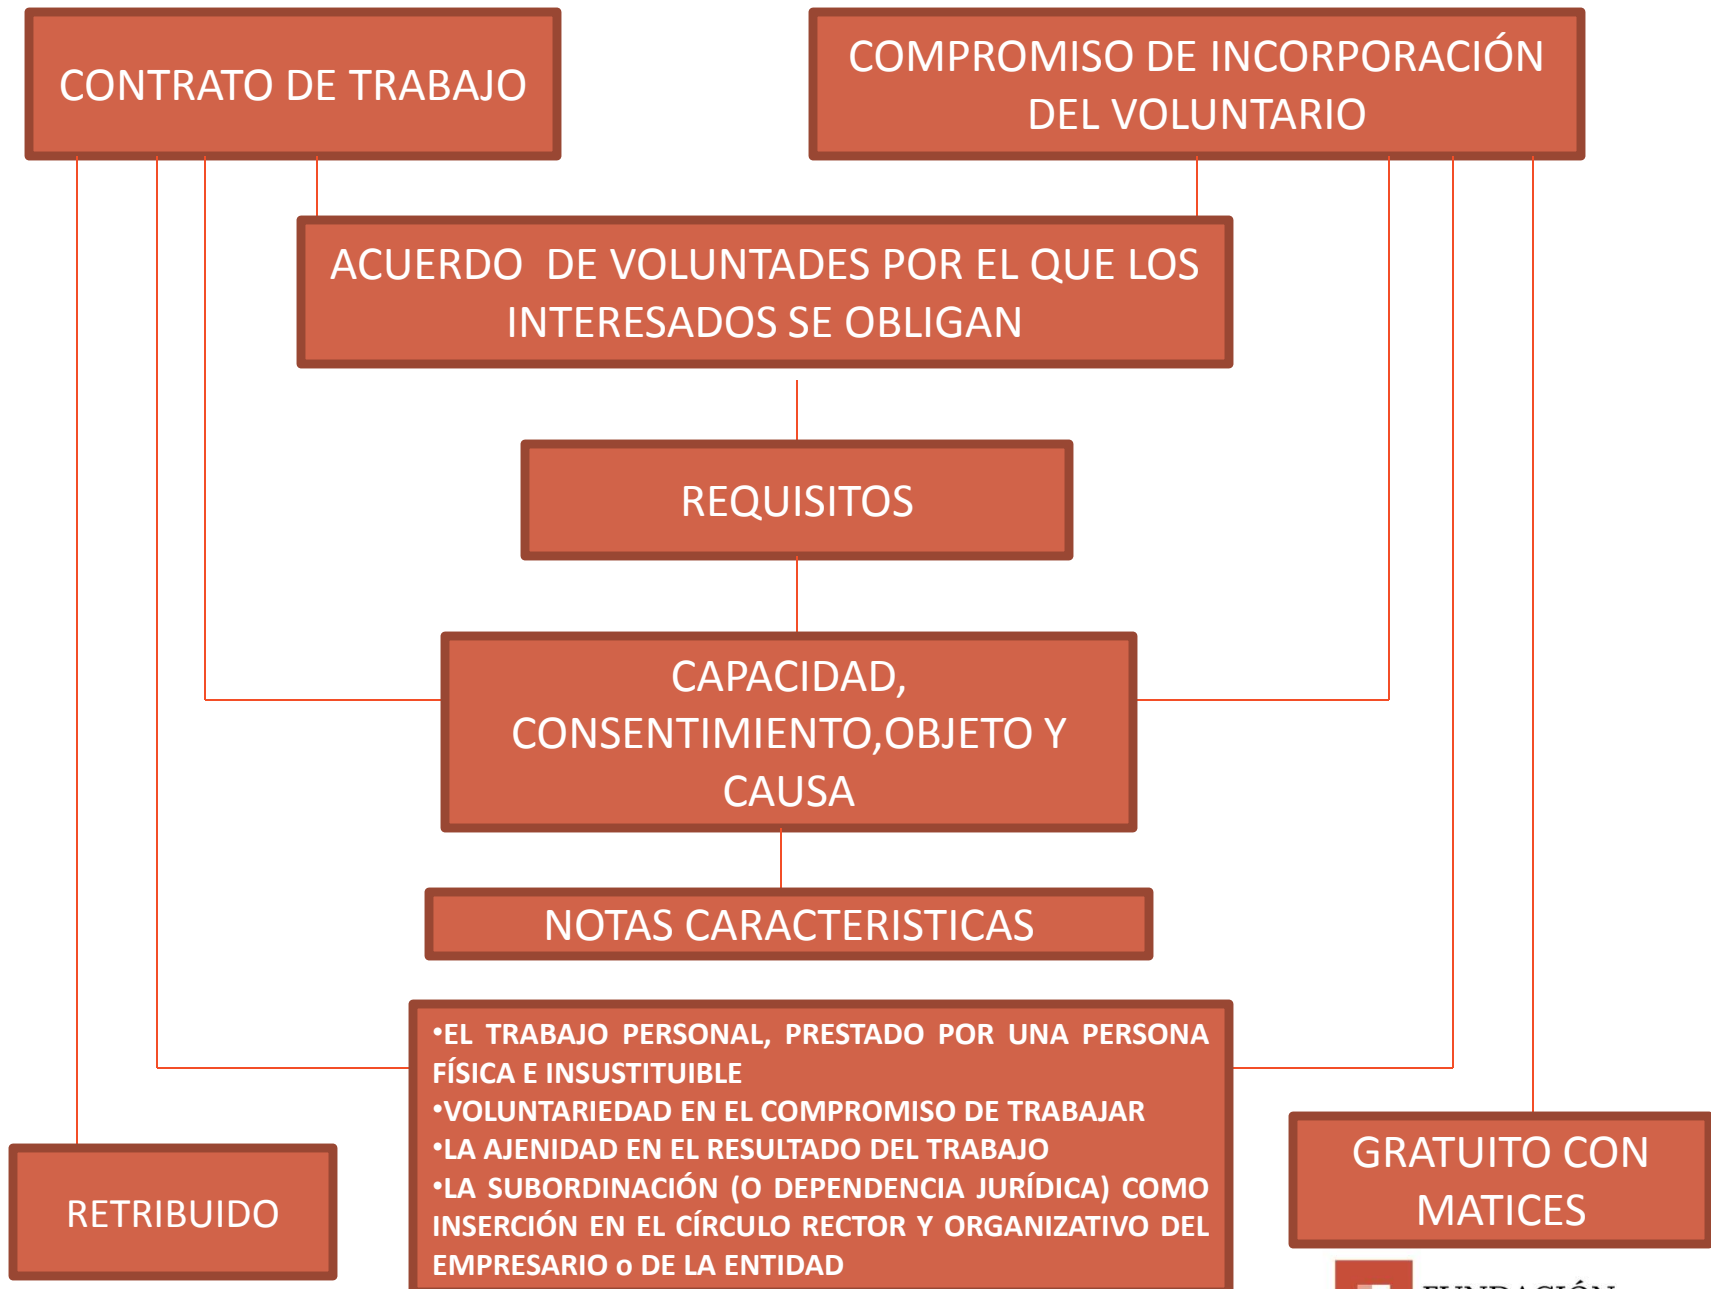 CONTRATO DE TRABAJO
COMPROMISO DE INCORPORACIÓN
DEL VOLUNTARIO
ACUERDO DE VOLUNTADES POR EL QUE LOS
INTERESADOS SE OBLIGAN
REQUISITOS
CAPACIDAD,
CONSENTIMIENTO,OBJETO Y
CAUSA
NOTAS CARACTERISTICAS
•EL TRABAJO PERSONAL, PRESTADO POR UNA PERSONA
FÍSICA E INSUSTITUIBLE
•VOLUNTARIEDAD EN EL COMPROMISO DE TRABAJAR
•LA AJENIDAD EN EL RESULTADO DEL TRABAJO
•LA SUBORDINACIÓN (O DEPENDENCIA JURÍDICA) COMO
INSERCIÓN EN EL CÍRCULO RECTOR Y ORGANIZATIVO DEL
EMPRESARIO o DE LA ENTIDAD
RETRIBUIDO
GRATUITO CON
MATICES
FUNDACIÓN